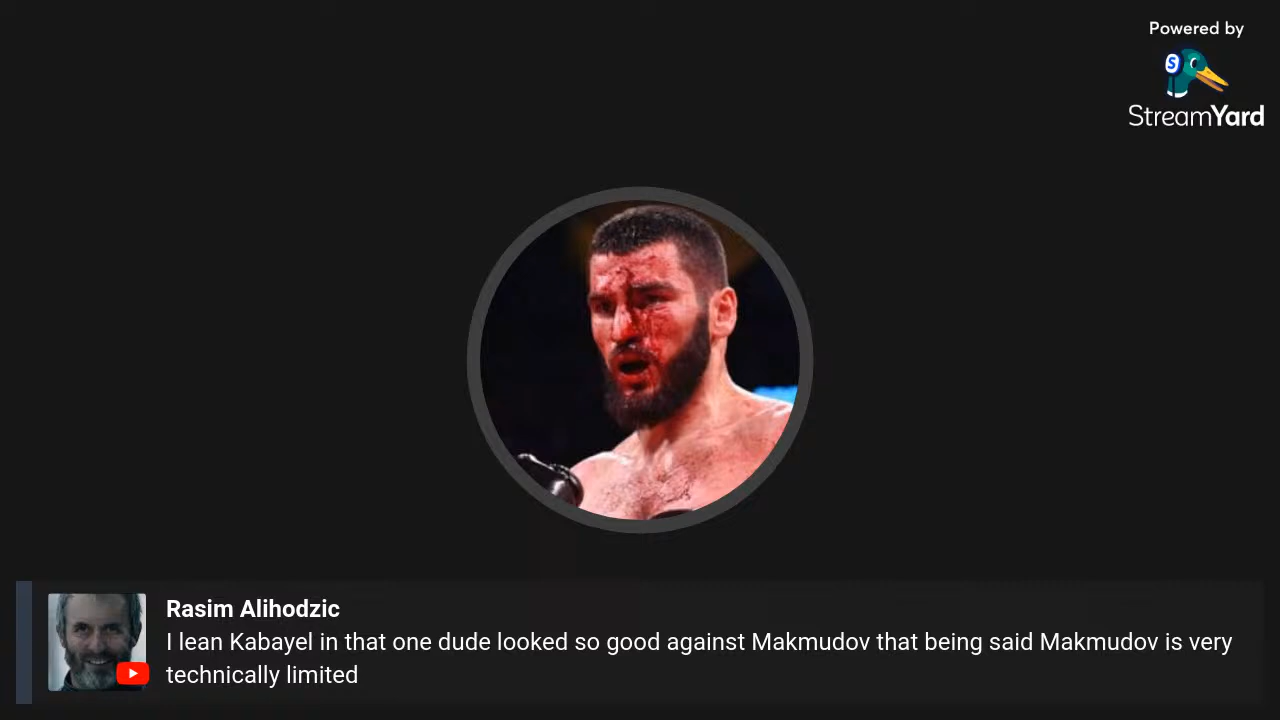 Powered by
S
StreamYard
Rasim Alihodzic
I lean Kabayel in that one dude looked so good against Makmudov that being said Makmudov is very
technically limited